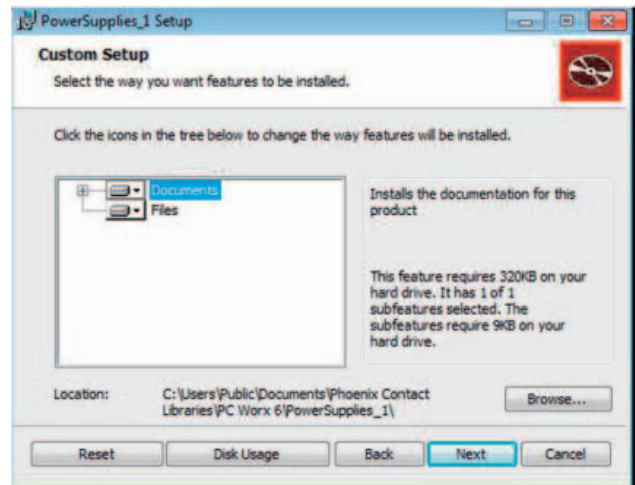 PowerSupplies_1 Setup
Custom Setup
Select the way you want features to be installed.
Click the icons in the tree below to change the way features will be installed.
Documents
Files
Installs the documentation for this
product
This feature requires 320KB on your
hard drive. It has 1 of 1
subfeatures selected. The
subfeatures require 9KB on your
hard drive.
Location:
C:\Users\Public\Documents\Phoenix Contact
Libraries\PC Worx 6\PowerSupplies_1\
Browse...
Reset
Disk Usage
Back
Next
Cancel